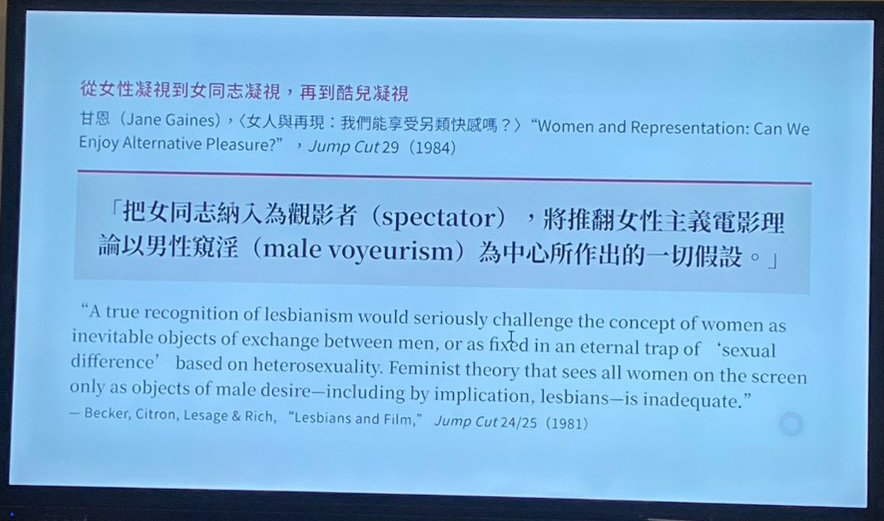 從女性凝視到女同志凝視，再到酷兒凝視
甘恩（Jane Gaines），〈女人與再現：我們能享受另類快感嗎？〉“Women and Representation: Can We
Enjoy Alternative Pleasure?”，Jump Cut 29（1984）
「把女同志納入為觀影者（spectator），將推翻女性主義電影理
論以男性窺淫（male voyeurism）為中心所作出的一切假設。」
“A true recognition of lesbianism would seriously challenge the concept of women as
inevitable objects of exchange between men, or as fixed in an eternal trap of ‘sexual
difference’ based on heterosexuality. Feminist theory that sees all women on the screen
only as objects of male desire—including by implication, lesbians—is inadequate.”
— Becker, Citron, Lesage & Rich, “Lesbians and Film,” Jump Cut 24/25（1981）